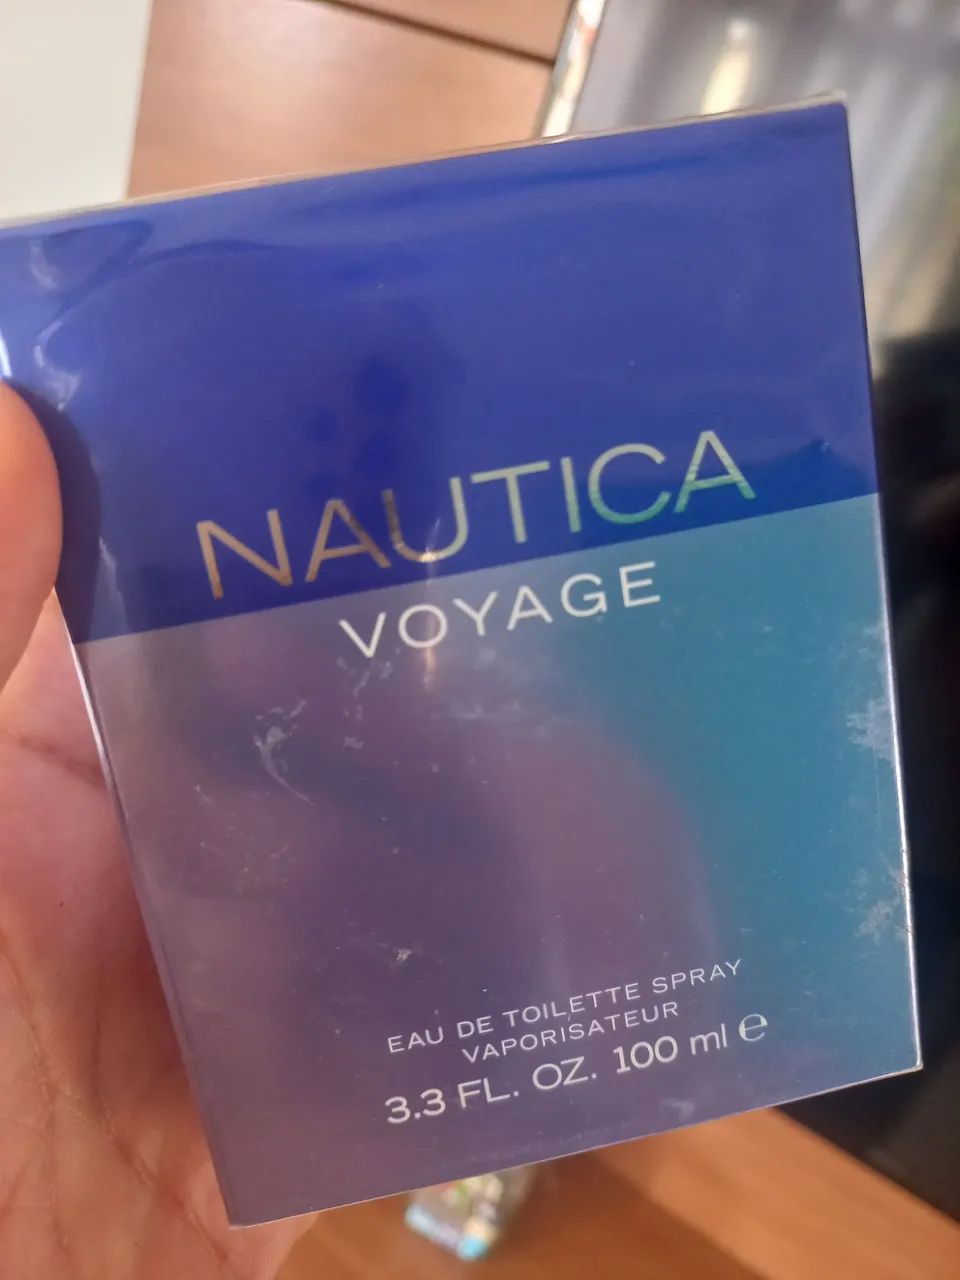 NAUTICA
VOYAGE
EAU DE TOILETTE SPRAY
VAPORISATEUR
3.3 FL. OZ. 100 ml ℮